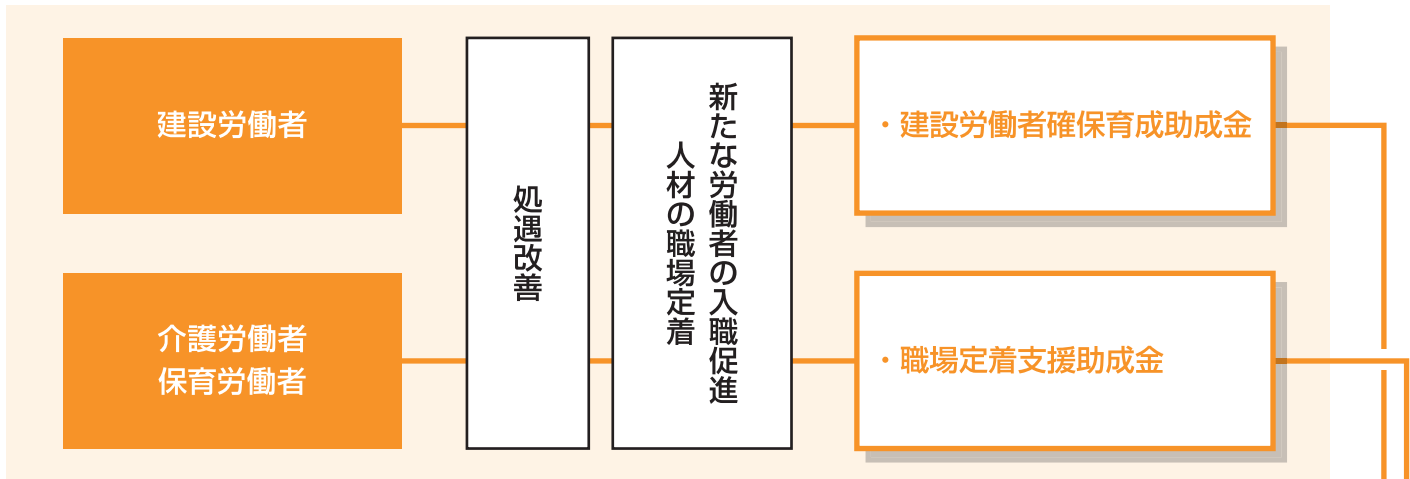 建設労働者
介護労働者
保育労働者
処遇改善
新たな労働者の入職促進
人材の職場定着
・建設労働者確保育成助成金
・職場定着支援助成金